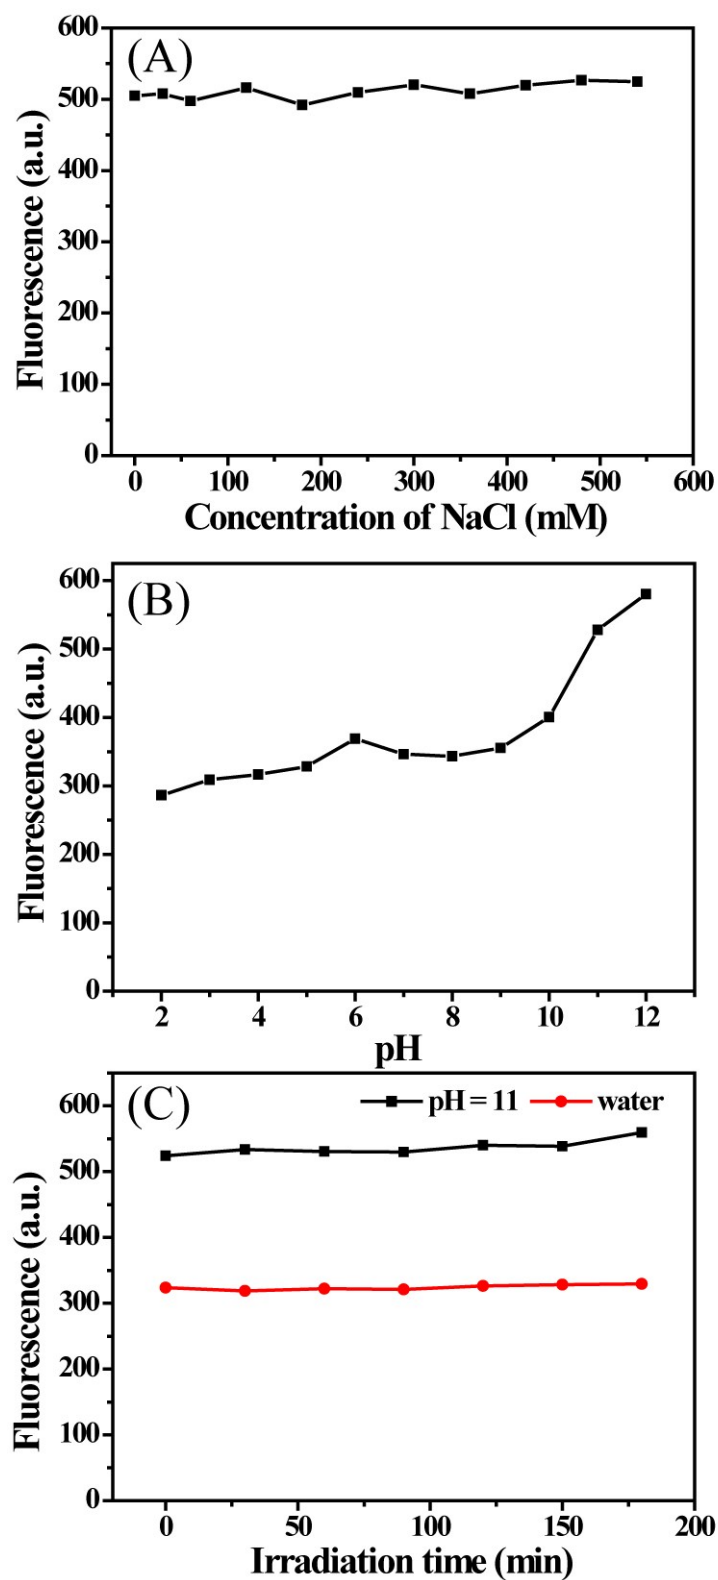 (A)
600
500
400
300
200
100
0
Fluorescence (a.u.)
0 100 200 300 400 500 600
Concentration of NaCl (mM)
(B)
600
500
400
300
200
100
0
Fluorescence (a.u.)
2 4 6 8 10 12
pH
(C)
pH = 11 water
600
500
400
300
200
100
0
Fluorescence (a.u.)
0 50 100 150 200
Irradiation time (min)